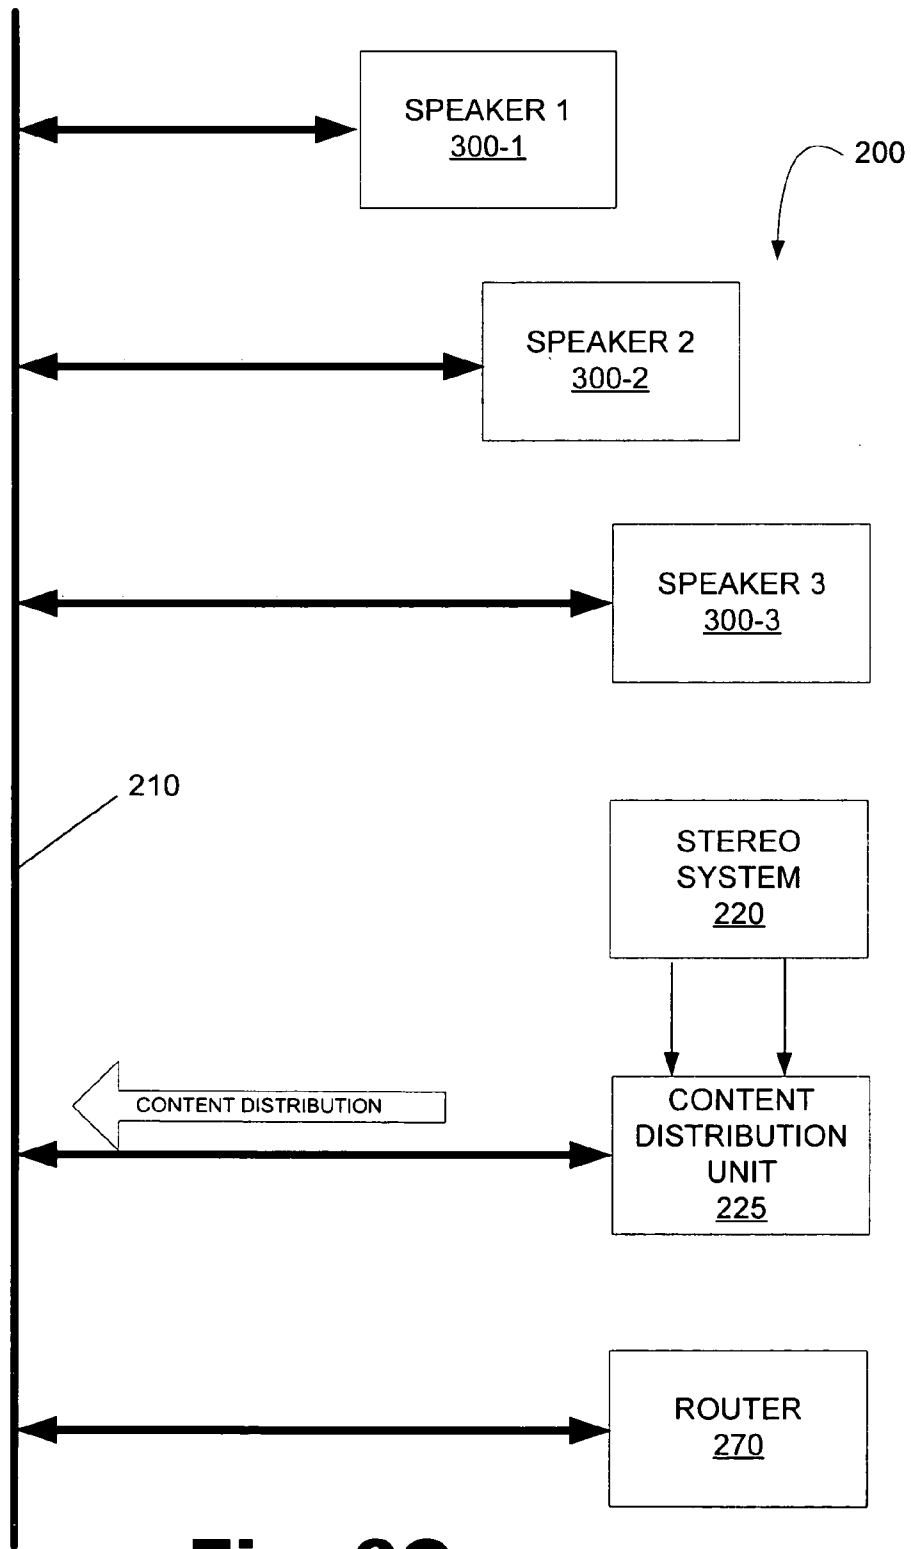 SPEAKER 1
300-1
200
SPEAKER 2
300-2
SPEAKER 3
300-3
210
STEREO
SYSTEM
220
CONTENT DISTRIBUTION
CONTENT
DISTRIBUTION
UNIT
225
ROUTER
270